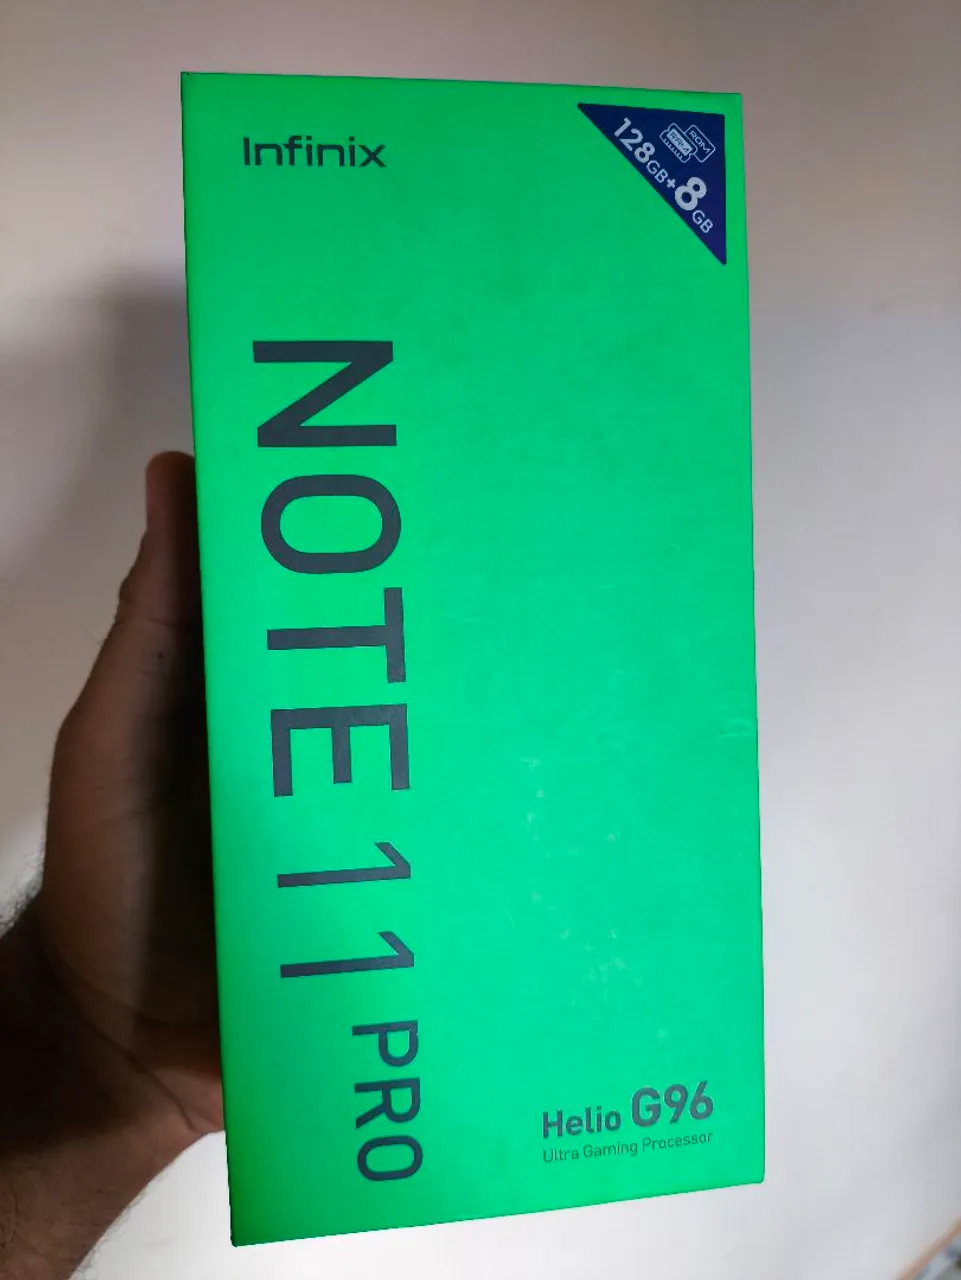 Infinix
ROM
RAM
128GB+8GB
NOTE 11 PRO
Helio G96
Ultra Gaming Processor